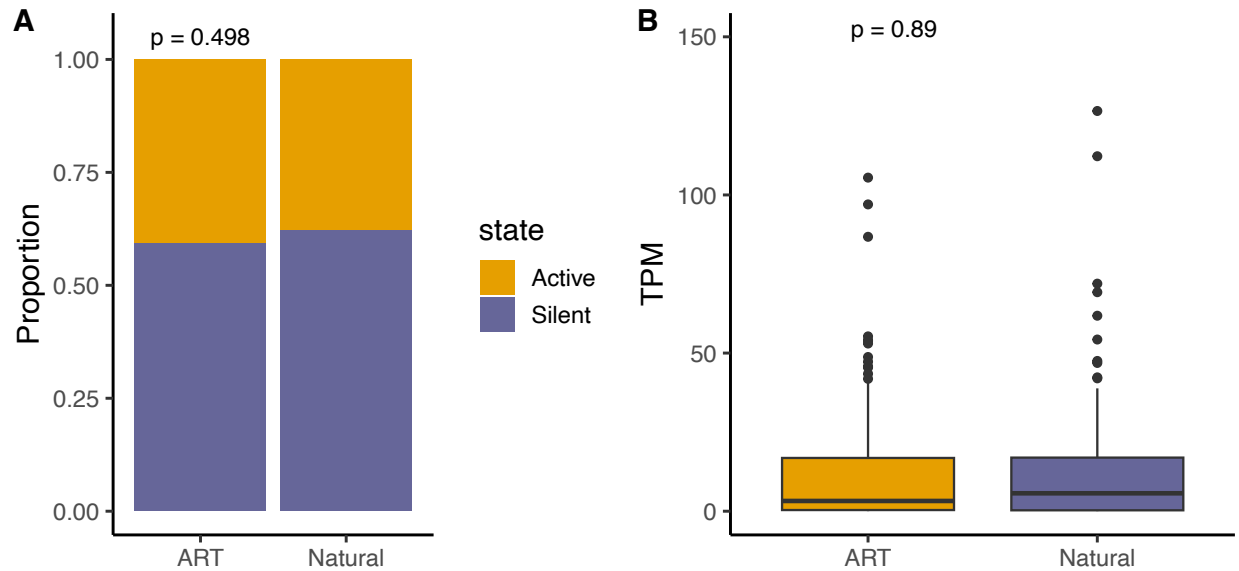 A
p = 0.498
1.00
0.75
0.50
0.25
0.00
Proportion
ART
Natural
state
Active
Silent
B
p = 0.89
150
100
50
0
TPM
ART
Natural